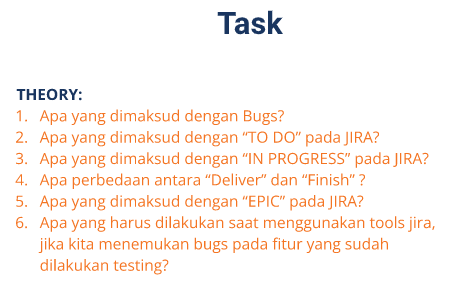 Task
THEORY:
1. Apa yang dimaksud dengan Bugs?
2. Apa yang dimaksud dengan “TO DO” pada JIRA?
3. Apa yang dimaksud dengan “IN PROGRESS” pada JIRA?
4. Apa perbedaan antara “Deliver” dan “Finish” ?
5. Apa yang dimaksud dengan “EPIC” pada JIRA?
6. Apa yang harus dilakukan saat menggunakan tools jira,
jika kita menemukan bugs pada fitur yang sudah
dilakukan testing?